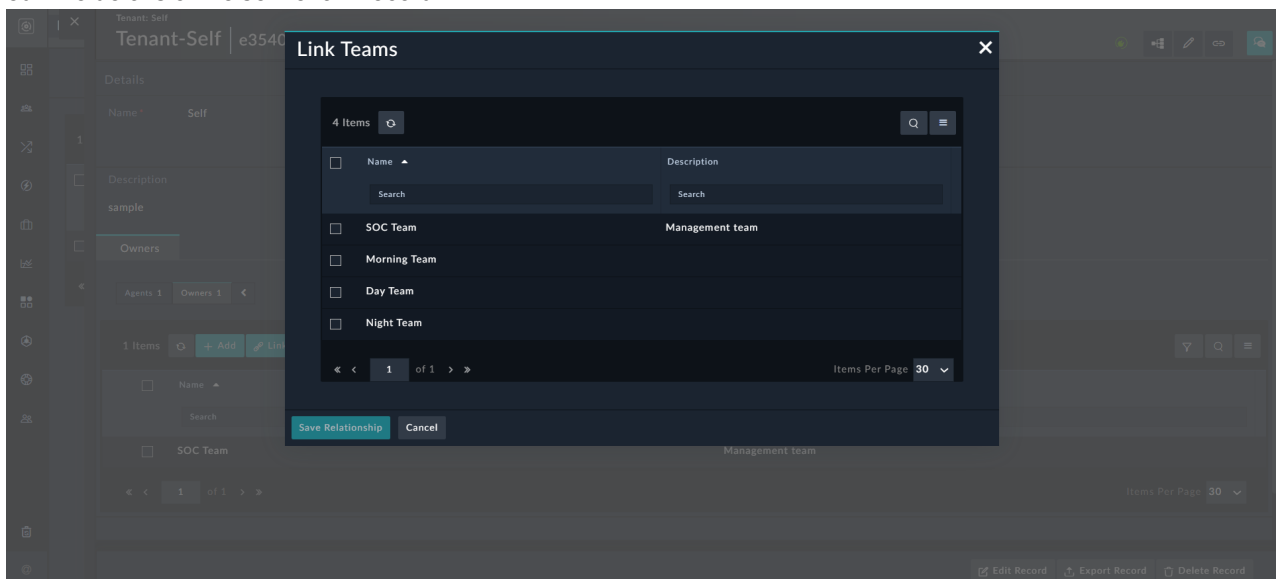 Tenant: Self
Tenant-Self | e3540
Link Teams
Details
Name * Self
4 Items
Name Description
Search Search
Description
sample
SOC Team Management team
Owners
Morning Team
Day Team
Agents 1 Owners 1
Night Team
1 Items + Add Link
1 of 1 Items Per Page 30
Name
Search
Save Relationship Cancel
SOC Team Management team
1 of 1 Items Per Page 30
Edit Record Export Record Delete Record